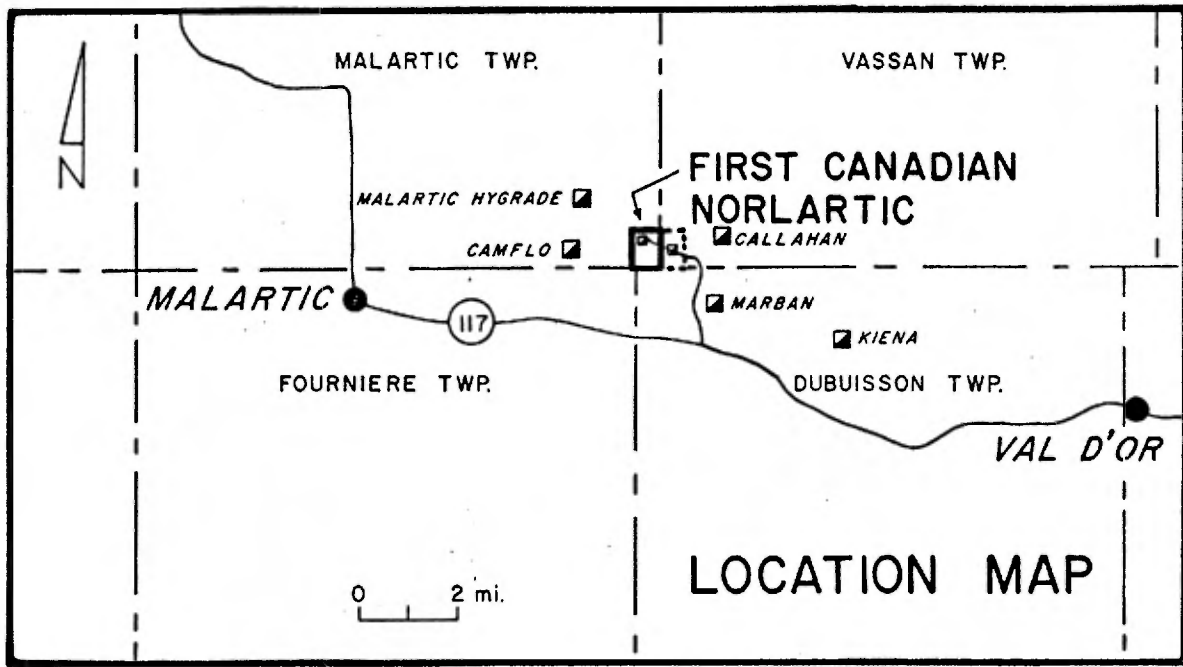 MALARTIC TWP.
VASSAN TWP.
N
FIRST CANADIAN
NORLARTIC
MALARTIC HYGRADE
CAMFLO
CALLAHAN
MALARTIC
117
MARBAN
KIENA
FOURNIERE TWP.
DUBUISSON TWP.
VAL D'OR
LOCATION MAP
0 2 mi.